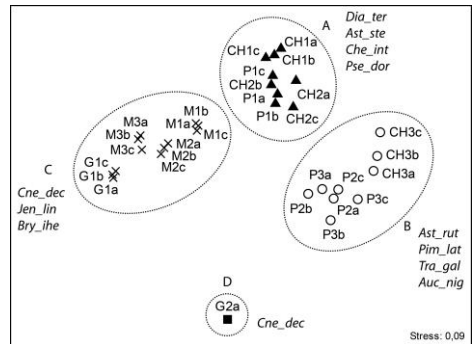 A
Dia_ter
Ast_ste
Che_int
Pse_dor
CH1a
CH1c
CH1b
P1c
CH2b
CH2a
P1a
P1b
CH2c
M1b
M3a
M1a
M3b
M1c
M3c
M2a
M2b
M2c
G1c
G1b
G1a
C
Cne_dec
Jen_lin
Bry_ihe
CH3c
CH3b
P3a
P2c
CH3a
P3c
P2b
P2a
P3b
B
Ast_rut
Pim_lat
Tra_gal
Auc_nig
D
G2a
Cne_dec
Stress: 0,09